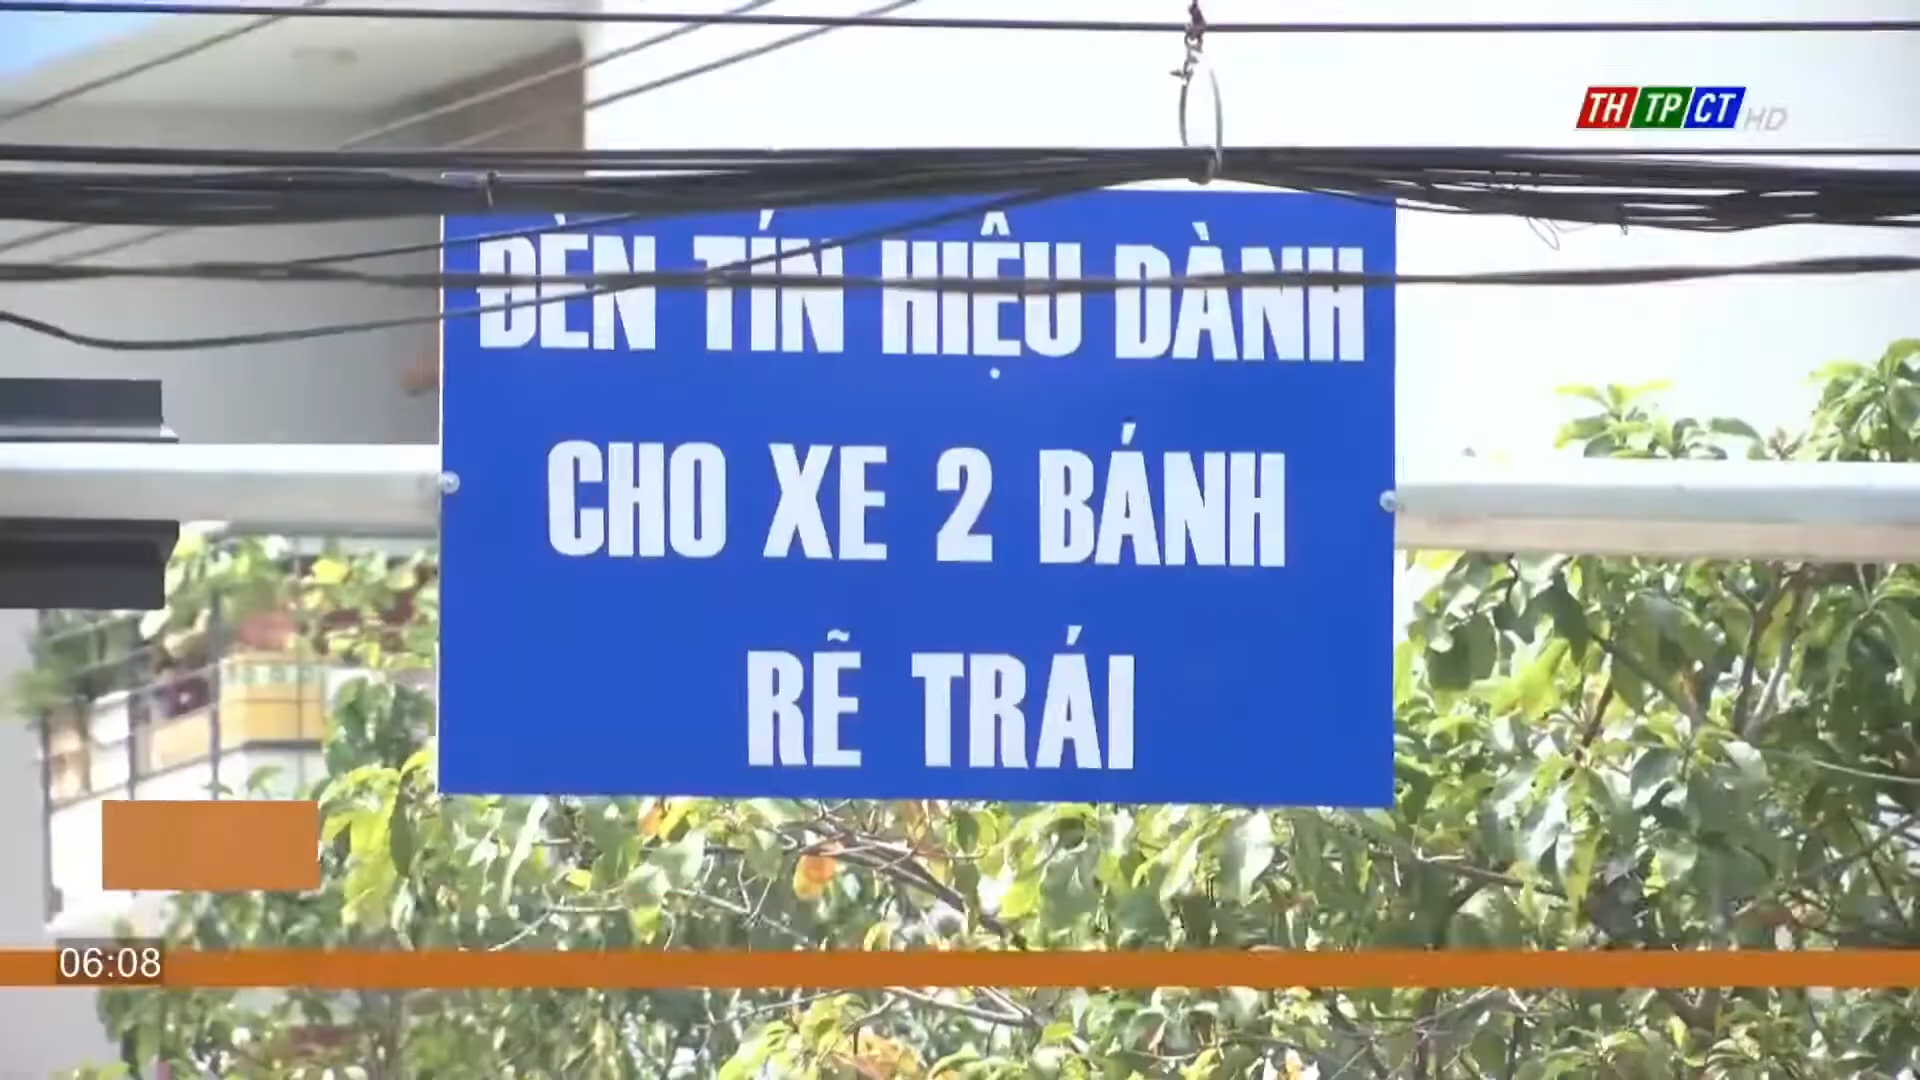 THTPCT HD
ĐÈN TÍN HIỆU DÀNH
CHO XE 2 BÁNH
RẼ TRÁI
06:08